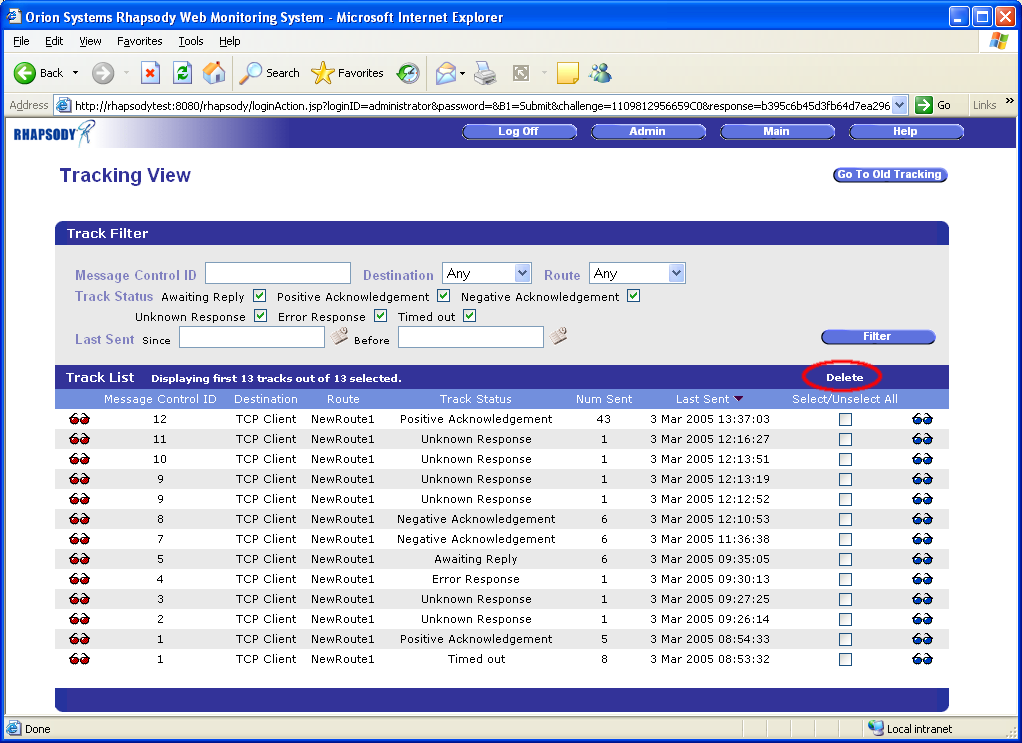 Orion Systems Rhapsody Web Monitoring System - Microsoft Internet Explorer
File Edit View Favorites Tools Help
Back Search Favorites
Address http://rhapsodytest:8080/rhapsody/loginAction.jsp?loginID=administrator&password=&B1=Submit&challenge=1109812956659C0&response=b395c6b45d3fb64d7ea296 Go Links »
RHAPSODY R Log Off Admin Main Help
Tracking View Go To Old Tracking
Track Filter
Message Control ID Destination Any Route Any
Track Status Awaiting Reply Positive Acknowledgement Negative Acknowledgement
Unknown Response Error Response Timed out
Last Sent Since Before Filter
Track List Displaying first 13 tracks out of 13 selected. Delete
Message Control ID Destination Route Track Status Num Sent Last Sent Select/Unselect All
12 TCP Client NewRoute1 Positive Acknowledgement 43 3 Mar 2005 13:37:03
11 TCP Client NewRoute1 Unknown Response 1 3 Mar 2005 12:16:27
10 TCP Client NewRoute1 Unknown Response 1 3 Mar 2005 12:13:51
9 TCP Client NewRoute1 Unknown Response 1 3 Mar 2005 12:13:19
9 TCP Client NewRoute1 Unknown Response 1 3 Mar 2005 12:12:52
8 TCP Client NewRoute1 Negative Acknowledgement 6 3 Mar 2005 12:10:53
7 TCP Client NewRoute1 Negative Acknowledgement 6 3 Mar 2005 11:36:38
5 TCP Client NewRoute1 Awaiting Reply 6 3 Mar 2005 09:35:05
4 TCP Client NewRoute1 Error Response 1 3 Mar 2005 09:30:13
3 TCP Client NewRoute1 Unknown Response 1 3 Mar 2005 09:27:25
2 TCP Client NewRoute1 Unknown Response 1 3 Mar 2005 09:26:14
1 TCP Client NewRoute1 Positive Acknowledgement 5 3 Mar 2005 08:54:33
1 TCP Client NewRoute1 Timed out 8 3 Mar 2005 08:53:32
Done Local intranet